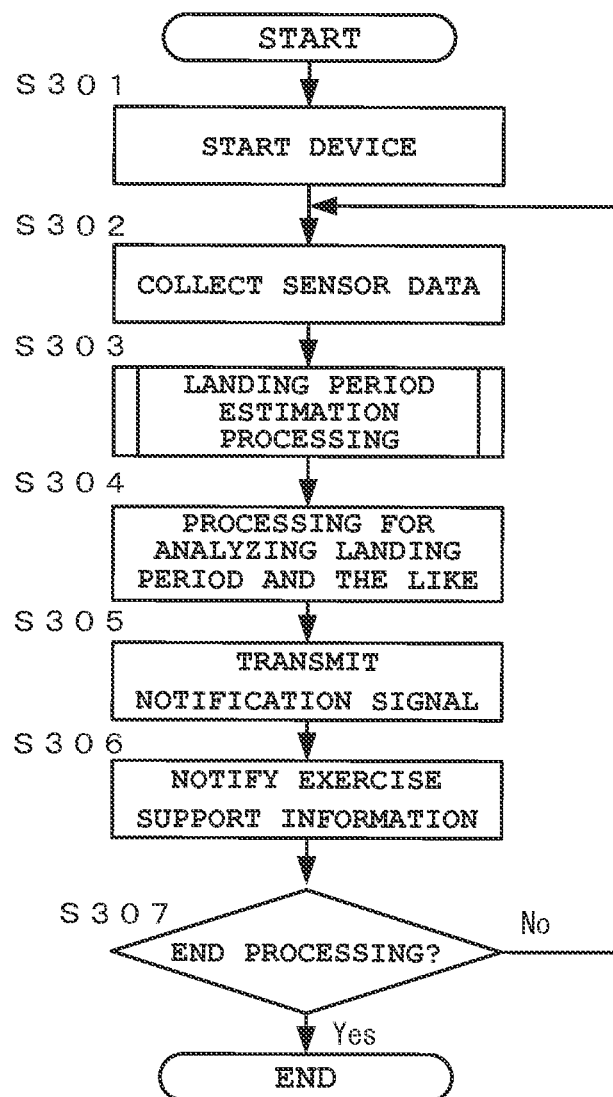 START
S301
START DEVICE
S302
COLLECT SENSOR DATA
S303
LANDING PERIOD
ESTIMATION
PROCESSING
S304
PROCESSING FOR
ANALYZING LANDING
PERIOD AND THE LIKE
S305
TRANSMIT
NOTIFICATION SIGNAL
S306
NOTIFY EXERCISE
SUPPORT INFORMATION
S307
END PROCESSING?
No
Yes
END